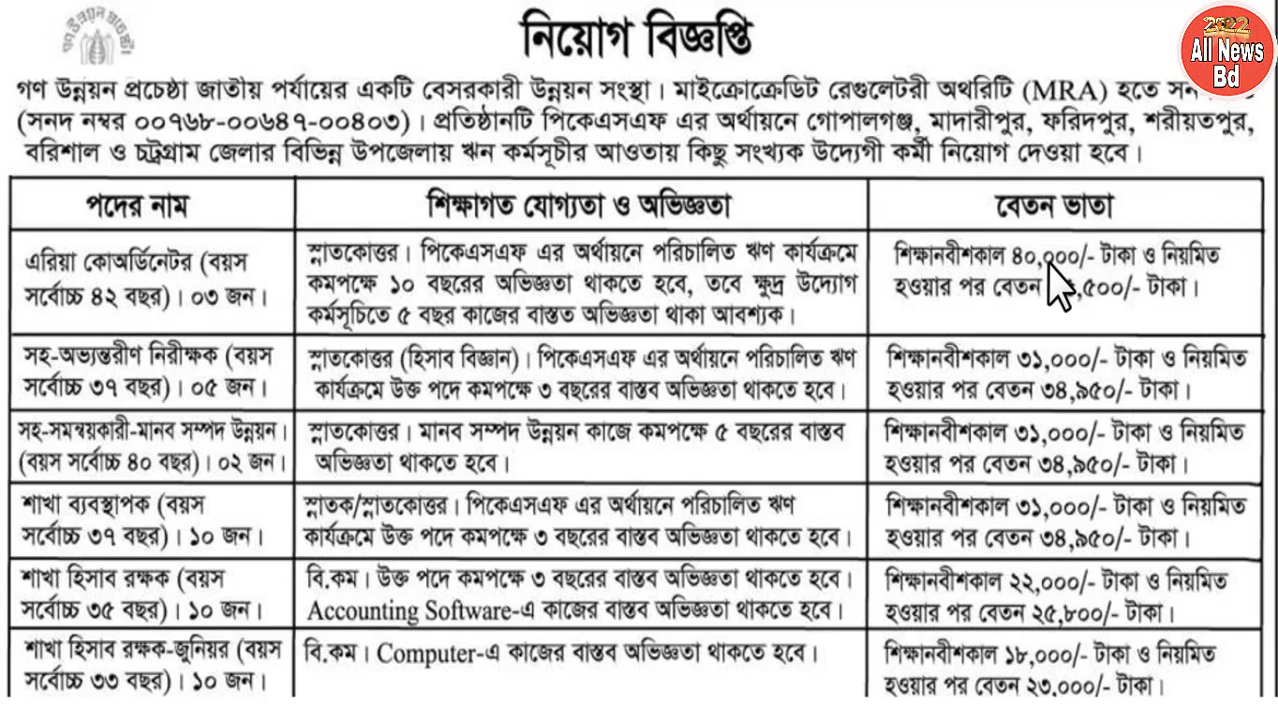 গণ উন্নয়ন প্রচেষ্টা
নিয়োগ বিজ্ঞপ্তি
2022
All News
Bd
গণ উন্নয়ন প্রচেষ্ঠা জাতীয় পর্যায়ের একটি বেসরকারী উন্নয়ন সংস্থা। মাইক্রোক্রেডিট রেগুলেটরী অথরিটি (MRA) হতে
(সনদ নম্বর ০০৭৬৮-০০৬৪৭-০০৪০৩)। প্রতিষ্ঠানটি পিকেএসএফ এর অর্থায়নে গোপালগঞ্জ, মাদারীপুর, ফরিদপুর, শরীয়তপুর,
বরিশাল ও চট্রগ্রাম জেলার বিভিন্ন উপজেলায় ঋন কর্মসূচীর আওতায় কিছু সংখ্যক উদ্যেগী কর্মী নিয়োগ দেওয়া হবে।
পদের নাম
শিক্ষাগত যোগ্যতা ও অভিজ্ঞতা
বেতন ভাতা
এরিয়া কোঅর্ডিনেটর (বয়স
সর্বোচ্চ ৪২ বছর)। ০৩ জন।
স্নাতকোত্তর। পিকেএসএফ এর অর্থায়নে পরিচালিত ঋণ কার্যক্রমে
কমপক্ষে ১০ বছরের অভিজ্ঞতা থাকতে হবে, তবে ক্ষুদ্র উদ্যোগ
কর্মসূচিতে ৫ বছর কাজের বাস্তত অভিজ্ঞতা থাকা আবশ্যক।
শিক্ষানবীশকাল ৪০,০০০/- টাকা ও নিয়মিত
হওয়ার পর বেতন ,৫০০/- টাকা।
সহ-অভ্যন্তরীণ নিরীক্ষক (বয়স
সর্বোচ্চ ৩৭ বছর)। ০৫ জন।
স্নাতকোত্তর (হিসাব বিজ্ঞান)। পিকেএসএফ এর অর্থায়নে পরিচালিত ঋণ
কার্যক্রমে উক্ত পদে কমপক্ষে ৩ বছরের বাস্তব অভিজ্ঞতা থাকতে হবে।
শিক্ষানবীশকাল ৩১,০০০/- টাকা ও নিয়মিত
হওয়ার পর বেতন ৩৪,৯৫০/- টাকা।
সহ-সমন্বয়কারী-মানব সম্পদ উন্নয়ন।
(বয়স সর্বোচ্চ ৪০ বছর)। ০২ জন।
স্নাতকোত্তর। মানব সম্পদ উন্নয়ন কাজে কমপক্ষে ৫ বছরের বাস্তব
অভিজ্ঞতা থাকতে হবে।
শিক্ষানবীশকাল ৩১,০০০/- টাকা ও নিয়মিত
হওয়ার পর বেতন ৩৪,৯৫০/- টাকা।
শাখা ব্যবস্থাপক (বয়স
সর্বোচ্চ ৩৭ বছর)। ১০ জন।
স্নাতক/স্নাতকোত্তর। পিকেএসএফ এর অর্থায়নে পরিচালিত ঋণ
কার্যক্রমে উক্ত পদে কমপক্ষে ৩ বছরের বাস্তব অভিজ্ঞতা থাকতে হবে।
শিক্ষানবীশকাল ৩১,০০০/- টাকা ও নিয়মিত
হওয়ার পর বেতন ৩৪,৯৫০/- টাকা।
শাখা হিসাব রক্ষক (বয়স
সর্বোচ্চ ৩৫ বছর)। ১০ জন।
বি.কম। উক্ত পদে কমপক্ষে ৩ বছরের বাস্তব অভিজ্ঞতা থাকতে হবে।
Accounting Software-এ কাজের বাস্তব অভিজ্ঞতা থাকতে হবে।
শিক্ষানবীশকাল ২২,০০০/- টাকা ও নিয়মিত
হওয়ার পর বেতন ২৫,৮০০/- টাকা।
শাখা হিসাব রক্ষক-জুনিয়র (বয়স
সর্বোচ্চ ৩৩ বছর)। ১০ জন।
বি.কম। Computer-এ কাজের বাস্তব অভিজ্ঞতা থাকতে হবে।
শিক্ষানবীশকাল ১৮,০০০/- টাকা ও নিয়মিত
হওয়ার পর বেতন ২৩,০০০/- টাকা।